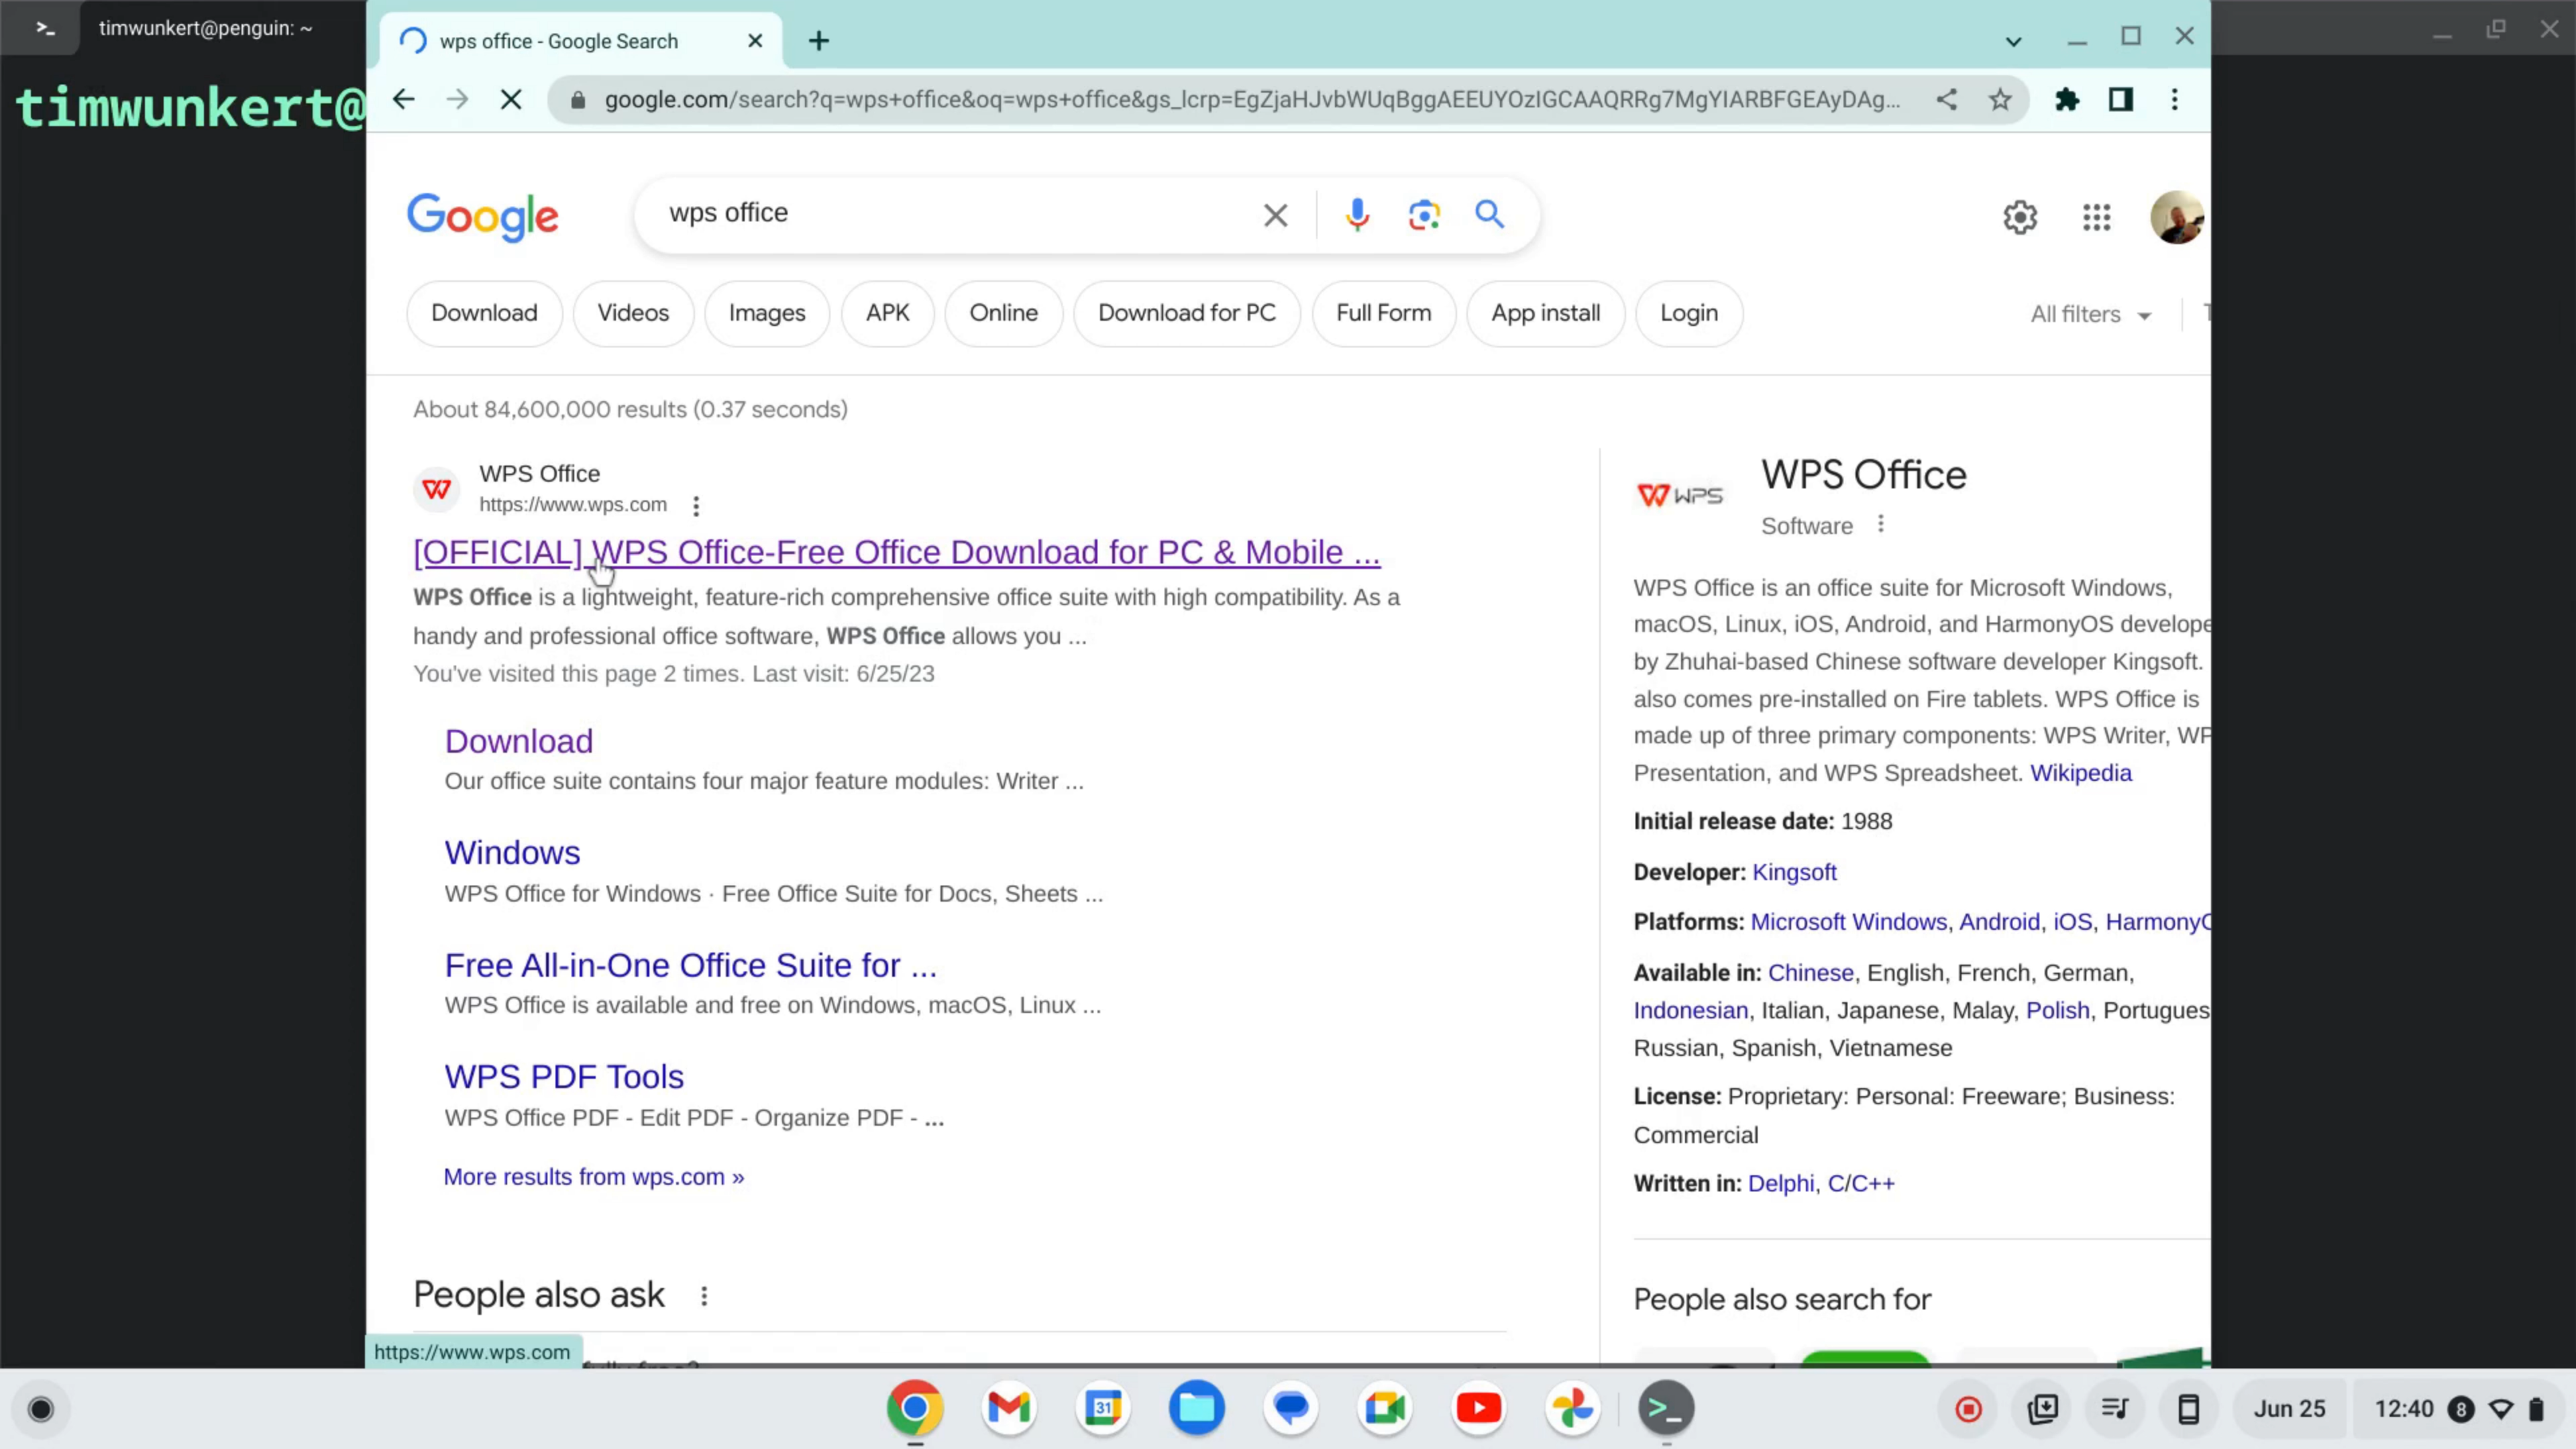 >_
timwunkert@penguin: ~
timwunkert@
wps office - Google Search
google.com/search?q=wps+office&oq=wps+office&gs_lcrp=EgZjaHJvbWUqBggAEEUYOzIGCAAQRRg7MgYIARBFGEAyDAg...
Google
wps office
Download
Videos
Images
APK
Online
Download for PC
Full Form
App install
Login
All filters
About 84,600,000 results (0.37 seconds)
WPS Office
https://www.wps.com
[OFFICIAL] WPS Office-Free Office Download for PC & Mobile ...
WPS Office is a lightweight, feature-rich comprehensive office suite with high compatibility. As a
handy and professional office software, WPS Office allows you ...
You've visited this page 2 times. Last visit: 6/25/23
Download
Our office suite contains four major feature modules: Writer ...
Windows
WPS Office for Windows · Free Office Suite for Docs, Sheets ...
Free All-in-One Office Suite for ...
WPS Office is available and free on Windows, macOS, Linux ...
WPS PDF Tools
WPS Office PDF - Edit PDF - Organize PDF - ...
More results from wps.com »
People also ask
https://www.wps.com
WPS
WPS Office
Software
WPS Office is an office suite for Microsoft Windows,
macOS, Linux, iOS, Android, and HarmonyOS develope
by Zhuhai-based Chinese software developer Kingsoft.
also comes pre-installed on Fire tablets. WPS Office is
made up of three primary components: WPS Writer, WP
Presentation, and WPS Spreadsheet. Wikipedia
Initial release date: 1988
Developer: Kingsoft
Platforms: Microsoft Windows, Android, iOS, HarmonyO
Available in: Chinese, English, French, German,
Indonesian, Italian, Japanese, Malay, Polish, Portugues
Russian, Spanish, Vietnamese
License: Proprietary: Personal: Freeware; Business:
Commercial
Written in: Delphi, C/C++
People also search for
31
>_
Jun 25
12:40
8